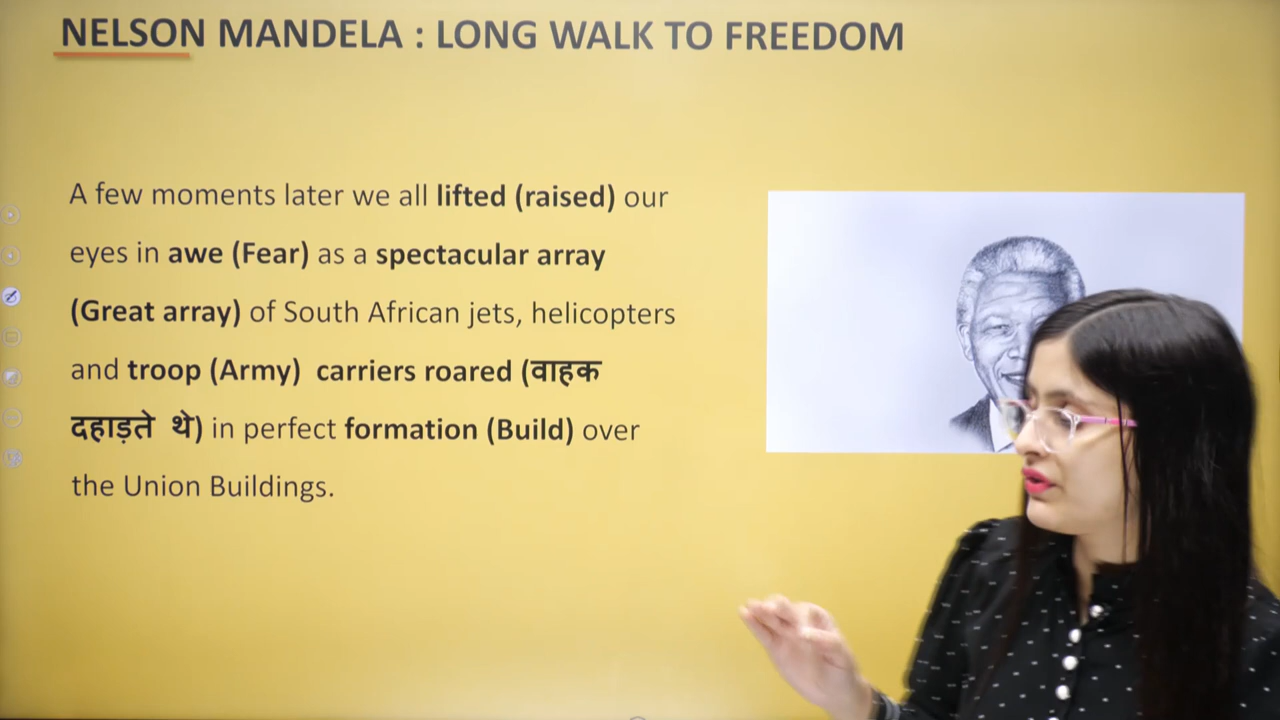 NELSON MANDELA : LONG WALK TO FREEDOM
A few moments later we all lifted (raised) our
eyes in awe (Fear) as a spectacular array
(Great array) of South African jets, helicopters
and troop (Army) carriers roared (वाहक
दहाड़ते थे) in perfect formation (Build) over
the Union Buildings.